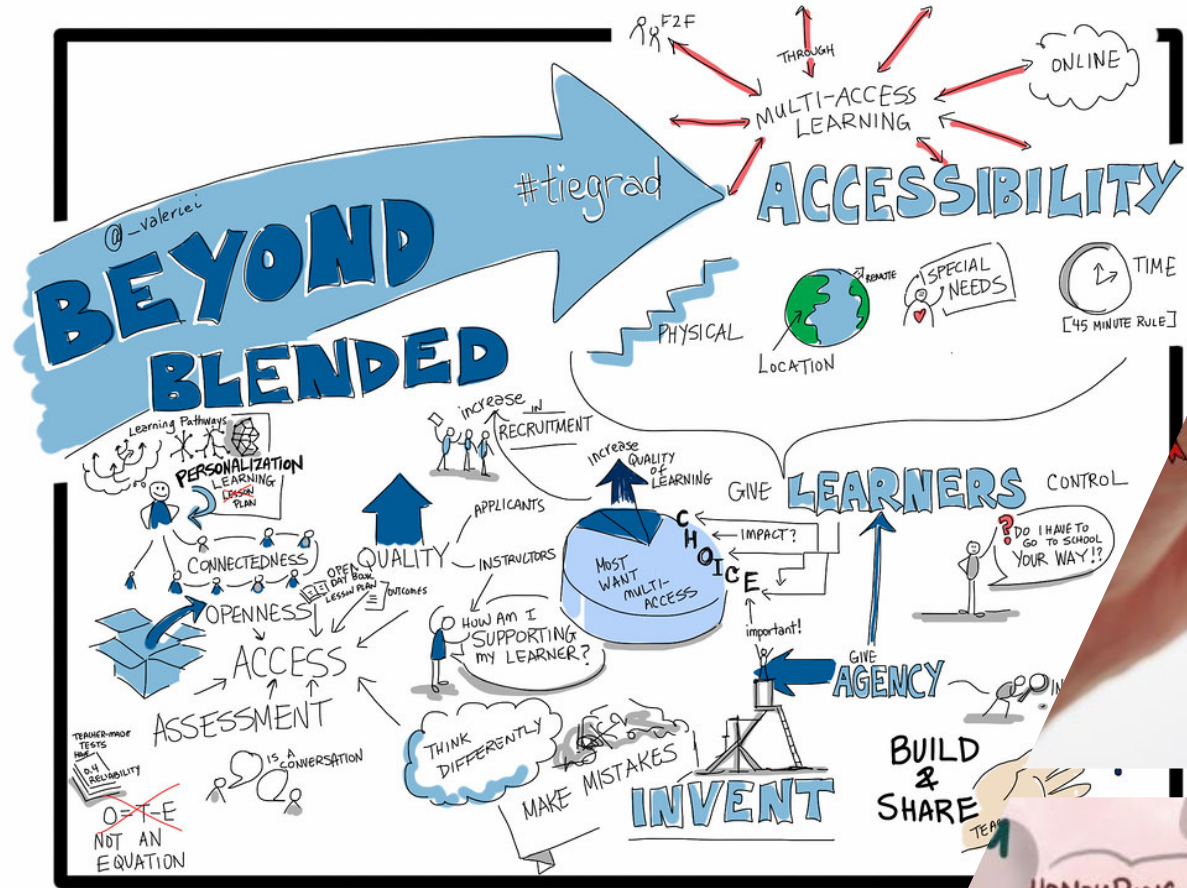 F2F
THROUGH
ONLINE
MULTI-ACCESS
LEARNING
#tiegrad
ACCESSIBILITY
@_valeriei
BEYOND
BLENDED
PHYSICAL
LOCATION
REMOTE
SPECIAL
NEEDS
TIME
[45 MINUTE RULE]
Learning Pathways
PERSONALIZATION
LEARNING
LESSON
PLAN
increase IN
RECRUITMENT
increase
QUALITY
of
LEARNING
GIVE LEARNERS CONTROL
APPLICANTS
CHOICE
IMPACT?
DO I HAVE TO
GO TO SCHOOL
YOUR WAY!?
CONNECTEDNESS
QUALITY
INSTRUCTORS
MOST
WANT
MULTI-
ACCESS
OPEN
DAY BOOK
LESSON PLAN
OUTCOMES
OPENNESS
HOW AM I
SUPPORTING
MY LEARNER?
important!
ACCESS
GIVE
AGENCY
ASSESSMENT
TEACHER-MADE
TESTS
HAVE
0.4
RELIABILITY
IS A
CONVERSATION
THINK
DIFFERENTLY
MAKE MISTAKES
INVENT
BUILD
&
SHARE
O=T-E
NOT AN
EQUATION